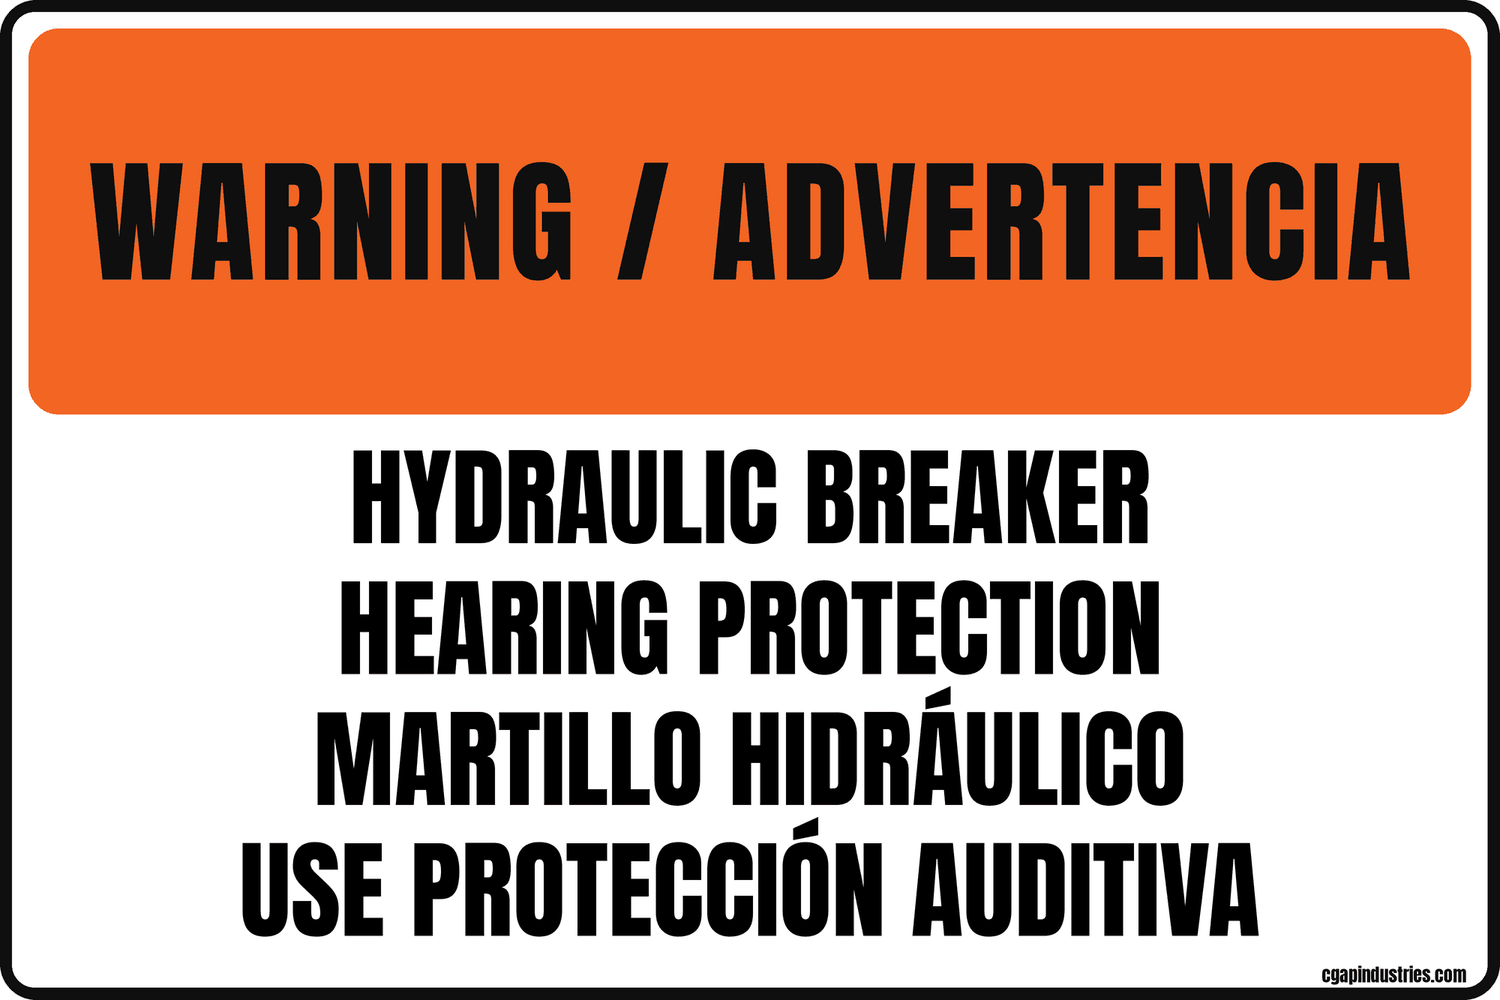 WARNING / ADVERTENCIA
HYDRAULIC BREAKER
HEARING PROTECTION
MARTILLO HIDRÁULICO
USE PROTECCIÓN AUDITIVA
cgapindustries.com